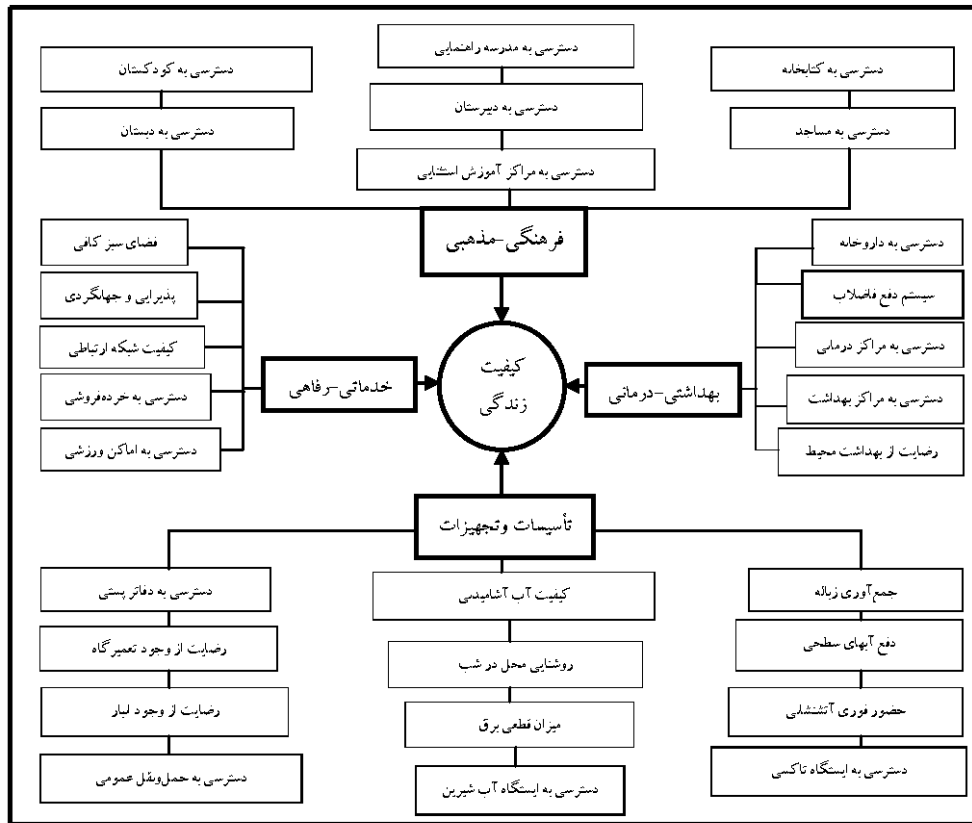 دسترسی به مدرسه راهنمایی
دسترسی به کتابخانه
دسترسی به کودکستان
دسترسی به دبیرستان
دسترسی به مساجد
دسترسی به دبستان
دسترسی به مراکز آموزش استثنایی
فرهنگی-مذهبی
دسترسی به داروخانه
سیستم دفع فاضلاب
دسترسی به مراکز درمانی
دسترسی به مراکز بهداشت
رضایت از بهداشت محیط
بهداشتی-درمانی
کیفیت
زندگی
خدماتی-رفاهی
فضای سبز کافی
پذیرایی و جهانگردی
کیفیت شبکه ارتباطی
دسترسی به خرده‌فروشی
دسترسی به اماکن ورزشی
تأسیسات وتجهیزات
جمع‌آوری زباله
دفع آبهای سطحی
حضور فوری آتشنشانی
دسترسی به ایستگاه تاکسی
کیفیت آب آشامیدنی
روشنایی محل در شب
میزان قطعی برق
دسترسی به ایستگاه آب شیرین
دسترسی به دفاتر پستی
رضایت از وجود تعمیرگاه
رضایت از وجود انبار
دسترسی به حمل‌ونقل عمومی